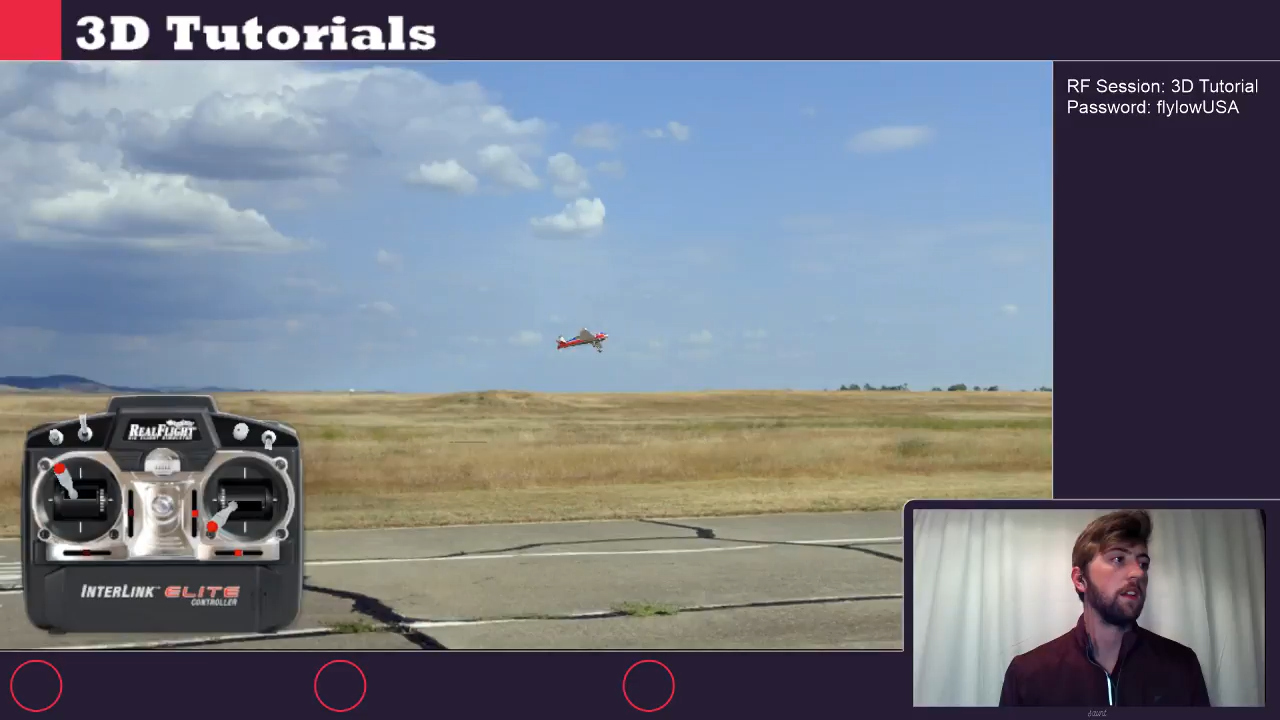 3D Tutorials
RF Session: 3D Tutorial
Password: flylowUSA
REALFLIGHT
INTERLINK ELITE
CONTROLLER